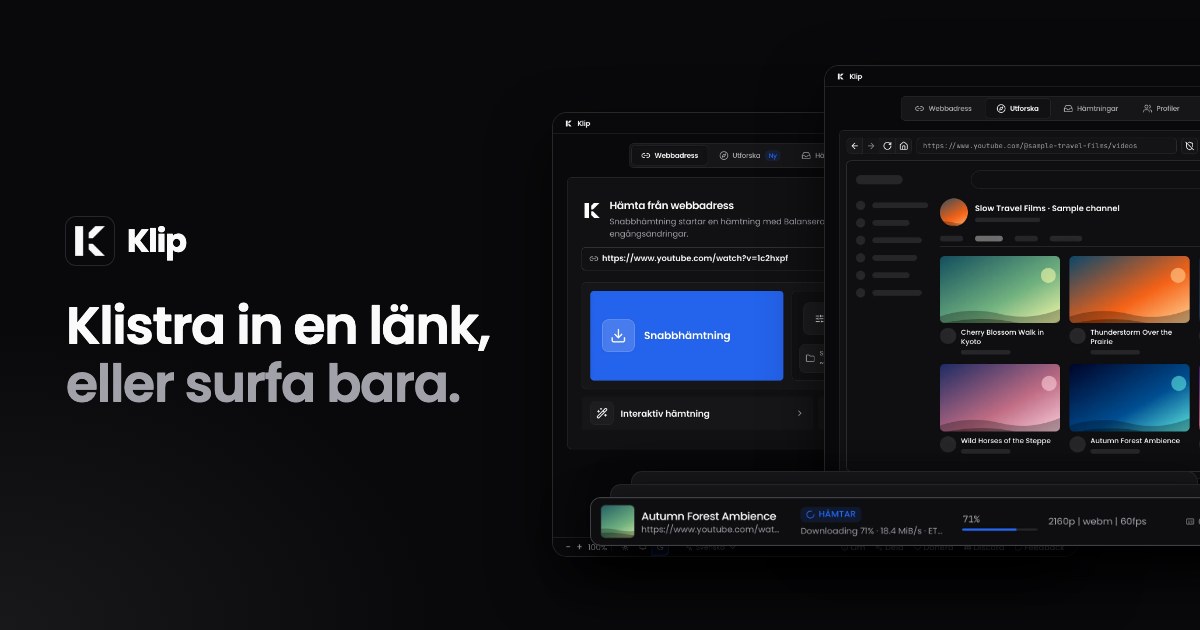 Klip
Klistra in en länk,
eller surfa bara.
Klip
Webbadress
Utforska
Ny
Hämta från webbadress
Snabbhämtning startar en hämtning med
engångsändringar.
https://www.youtube.com/watch?v=1c2hxpf
Snabbhämtning
Interaktiv hämtning
Klip
Webbadress
Utforska
Hämtningar
Profiler
https://www.youtube.com/@sample-travel-films/videos
Slow Travel Films · Sample channel
Cherry Blossom Walk in
Kyoto
Thunderstorm Over the
Prairie
Wild Horses of the Steppe
Autumn Forest Ambience
Autumn Forest Ambience
https://www.youtube.com/wat...
HÄMTAR
Downloading 71% · 18.4 MiB/s · ET...
71%
2160p | webm | 60fps
100%